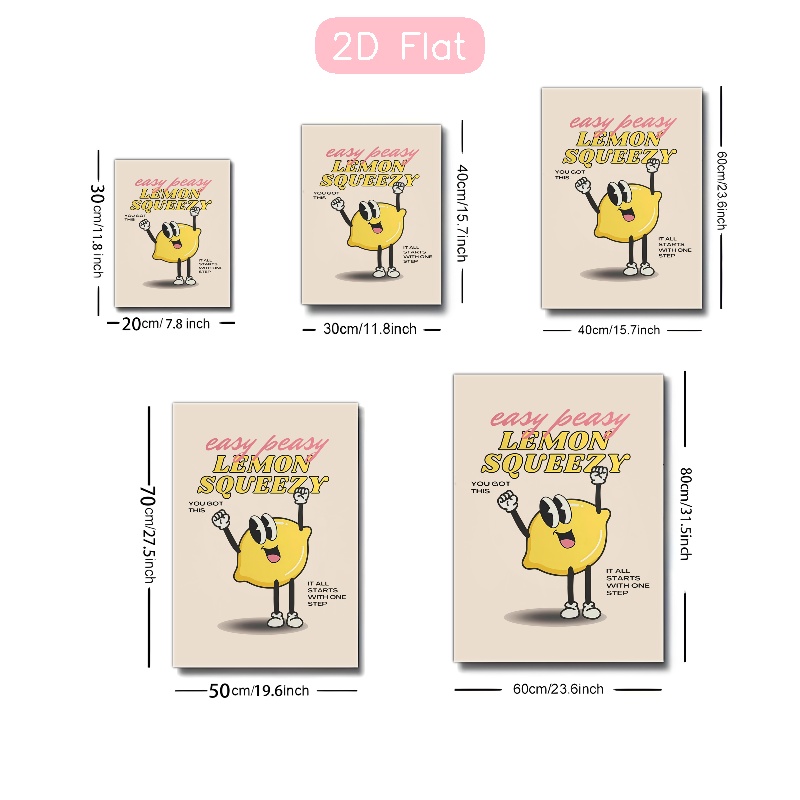 2D Flat
easy peasy
LEMON
SQUEEZY
YOU GOT
THIS
IT ALL
STARTS
WITH ONE
STEP
30cm/11.8 inch
20cm/ 7.8 inch
easy peasy
LEMON
SQUEEZY
YOU GOT
THIS
IT ALL
STARTS
WITH ONE
STEP
40cm/15.7inch
30cm/11.8inch
easy peasy
LEMON
SQUEEZY
YOU GOT
THIS
IT ALL
STARTS
WITH ONE
STEP
60cm/23.6inch
40cm/15.7inch
easy peasy
LEMON
SQUEEZY
YOU GOT
THIS
IT ALL
STARTS
WITH ONE
STEP
70cm/27.5inch
50cm/19.6inch
easy peasy
LEMON
SQUEEZY
YOU GOT
THIS
IT ALL
STARTS
WITH ONE
STEP
80cm/31.5inch
60cm/23.6inch